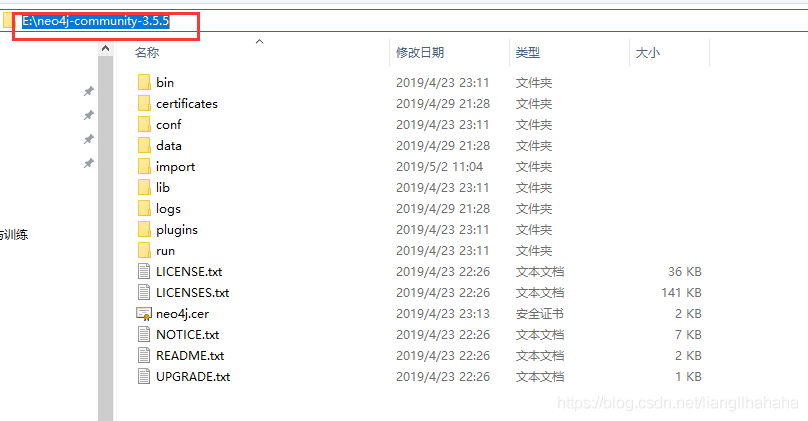 E:\neo4j-community-3.5.5
名称 修改日期 类型 大小
bin 2019/4/23 23:11 文件夹
certificates 2019/4/29 21:28 文件夹
conf 2019/4/23 23:11 文件夹
data 2019/4/29 21:28 文件夹
import 2019/5/2 11:04 文件夹
lib 2019/4/23 23:11 文件夹
logs 2019/4/29 21:28 文件夹
plugins 2019/4/23 23:11 文件夹
与训练
run 2019/4/23 23:11 文件夹
LICENSE.txt 2019/4/23 22:26 文本文档 36 KB
LICENSES.txt 2019/4/23 22:26 文本文档 141 KB
neo4j.cer 2019/4/23 23:13 安全证书 2 KB
NOTICE.txt 2019/4/23 22:26 文本文档 7 KB
README.txt 2019/4/23 22:26 文本文档 2 KB
UPGRADE.txt 2019/4/23 22:26 文本文档 1 KB